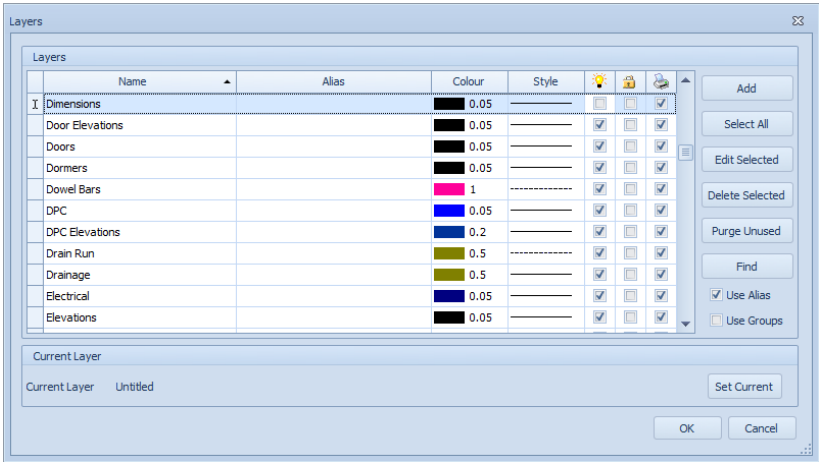 Layers
Layers
Name Alias Colour Style
Dimensions 0.05
Door Elevations 0.05
Doors 0.05
Dormers 0.05
Dowel Bars 1
DPC 0.05
DPC Elevations 0.2
Drain Run 0.5
Drainage 0.5
Electrical 0.05
Elevations 0.05
Add
Select All
Edit Selected
Delete Selected
Purge Unused
Find
Use Alias
Use Groups
Current Layer
Current Layer Untitled
Set Current
OK Cancel